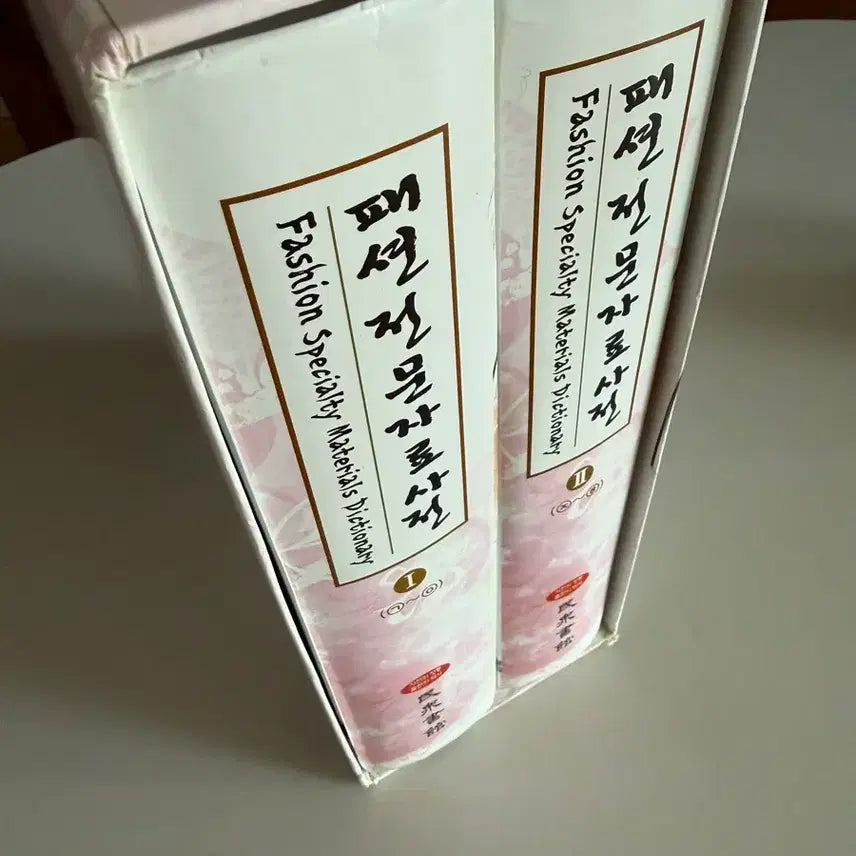 패션전문자료사전
Fashion Specialty Materials Dictionary
I
(㉠~㉧)
民衆書館
패션전문자료사전
Fashion Specialty Materials Dictionary
II
(㉨~㉭)
民衆書館